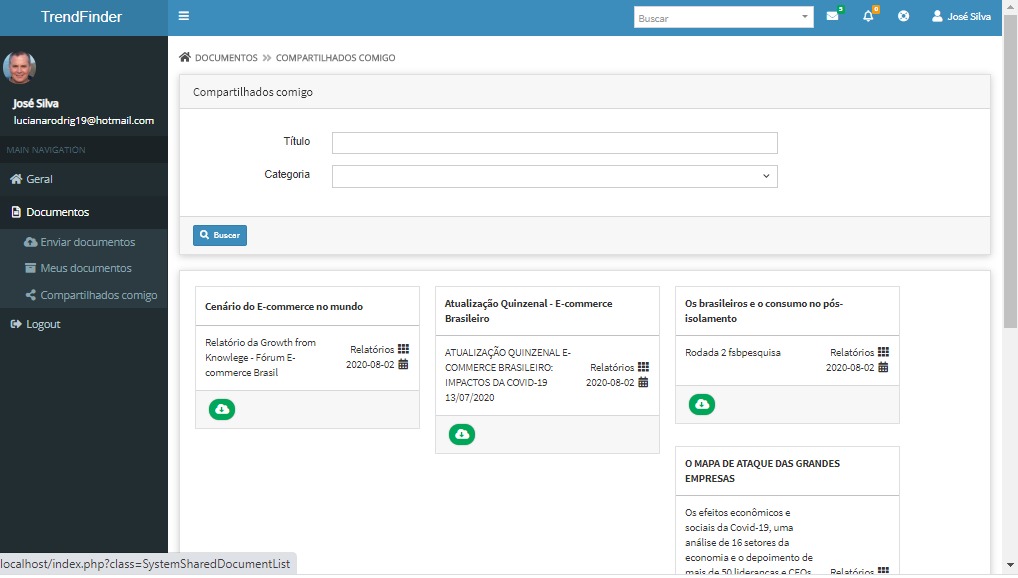 TrendFinder
Buscar
5
0
José Silva
José Silva
lucianarodrig19@hotmail.com
MAIN NAVIGATION
Geral
Documentos
Enviar documentos
Meus documentos
Compartilhados comigo
Logout
DOCUMENTOS COMPARTILHADOS COMIGO
Compartilhados comigo
Título
Categoria
Buscar
Cenário do E-commerce no mundo
Relatório da Growth from
Knowlege - Fórum E-
commerce Brasil
Relatórios
2020-08-02
Atualização Quinzenal - E-commerce
Brasileiro
ATUALIZAÇÃO QUINZENAL E-
COMMERCE BRASILEIRO:
IMPACTOS DA COVID-19
13/07/2020
Relatórios
2020-08-02
Os brasileiros e o consumo no pós-
isolamento
Rodada 2 fsbpesquisa
Relatórios
2020-08-02
O MAPA DE ATAQUE DAS GRANDES
EMPRESAS
Os efeitos econômicos e
sociais da Covid-19, uma
análise de 16 setores da
economia e o depoimento de
mais de 50 lideranças e CEOs
Relatórios
localhost/index.php?class=SystemSharedDocumentList